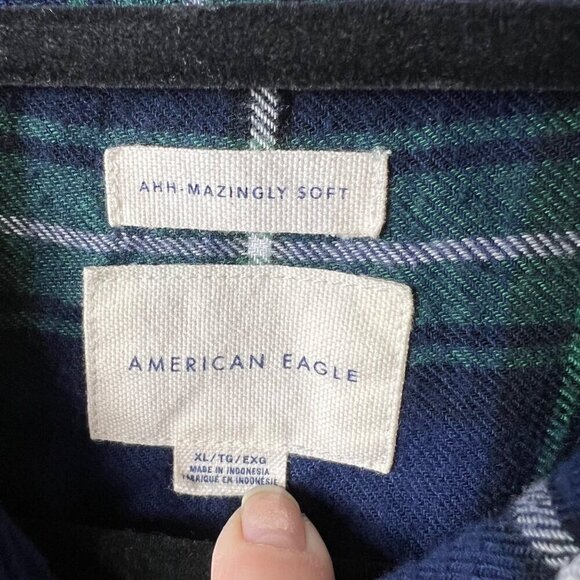 AHH-MAZINGLY SOFT
AMERICAN EAGLE
XL/TG/EXG
MADE IN INDONESIA
FABRIQUÉ EN INDONÉSIE